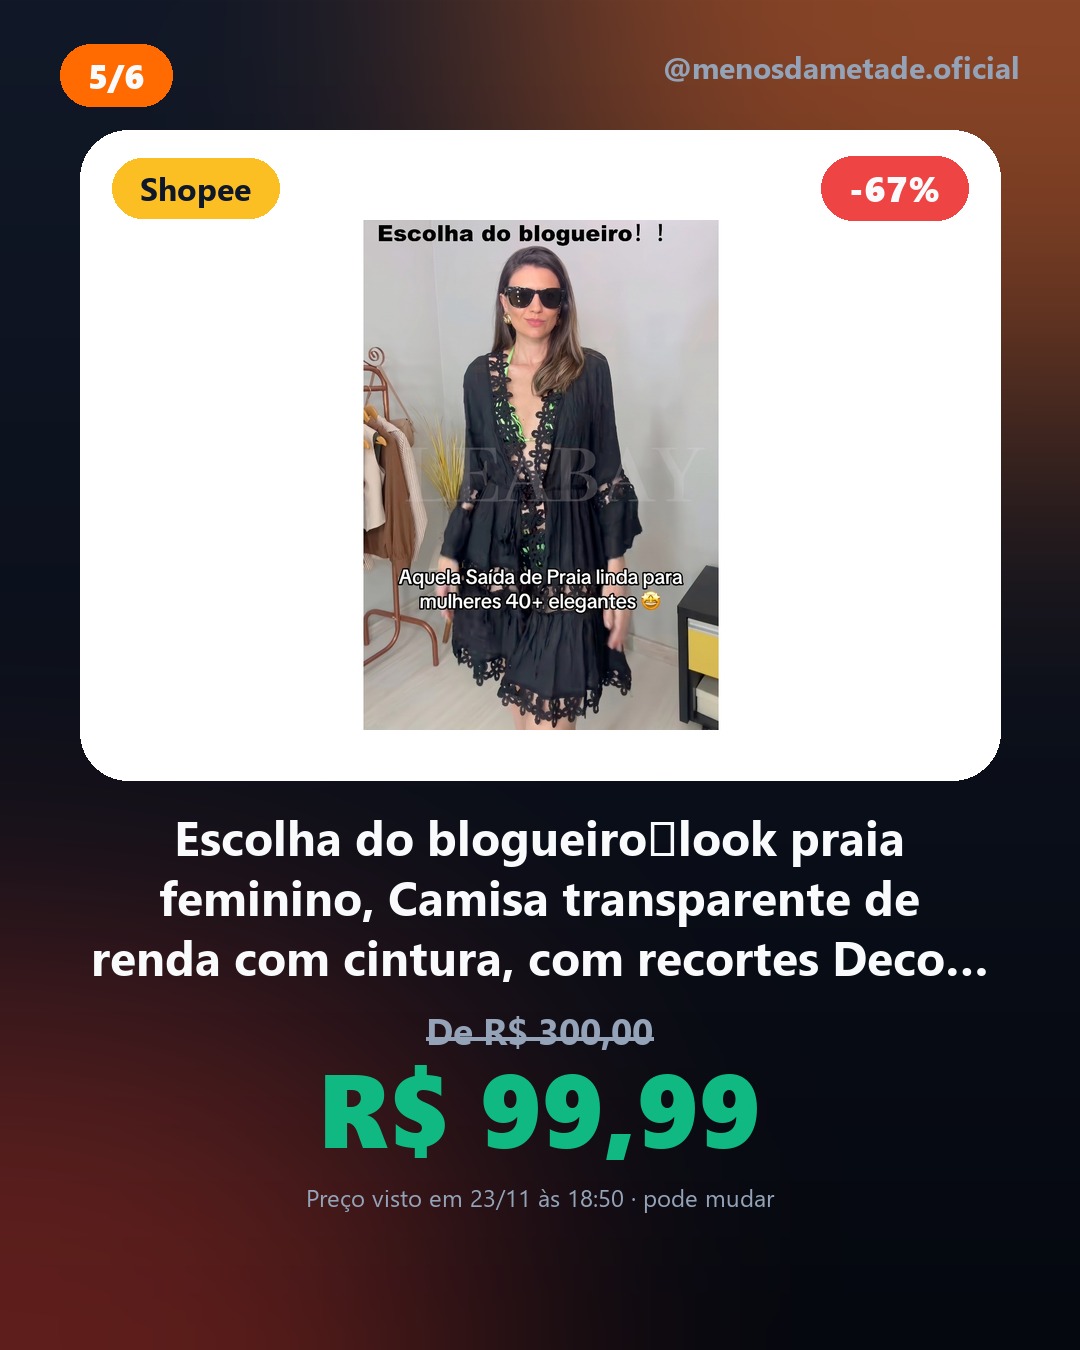 5/6
@menosdametade.oficial
Shopee
-67%
Escolha do blogueiro! !
LEABAY
Aquela Saída de Praia linda para
mulheres 40+ elegantes 🤩
Escolha do blogueiro□look praia
feminino, Camisa transparente de
renda com cintura, com recortes Deco...
De R$ 300,00
R$ 99,99
Preço visto em 23/11 às 18:50 · pode mudar